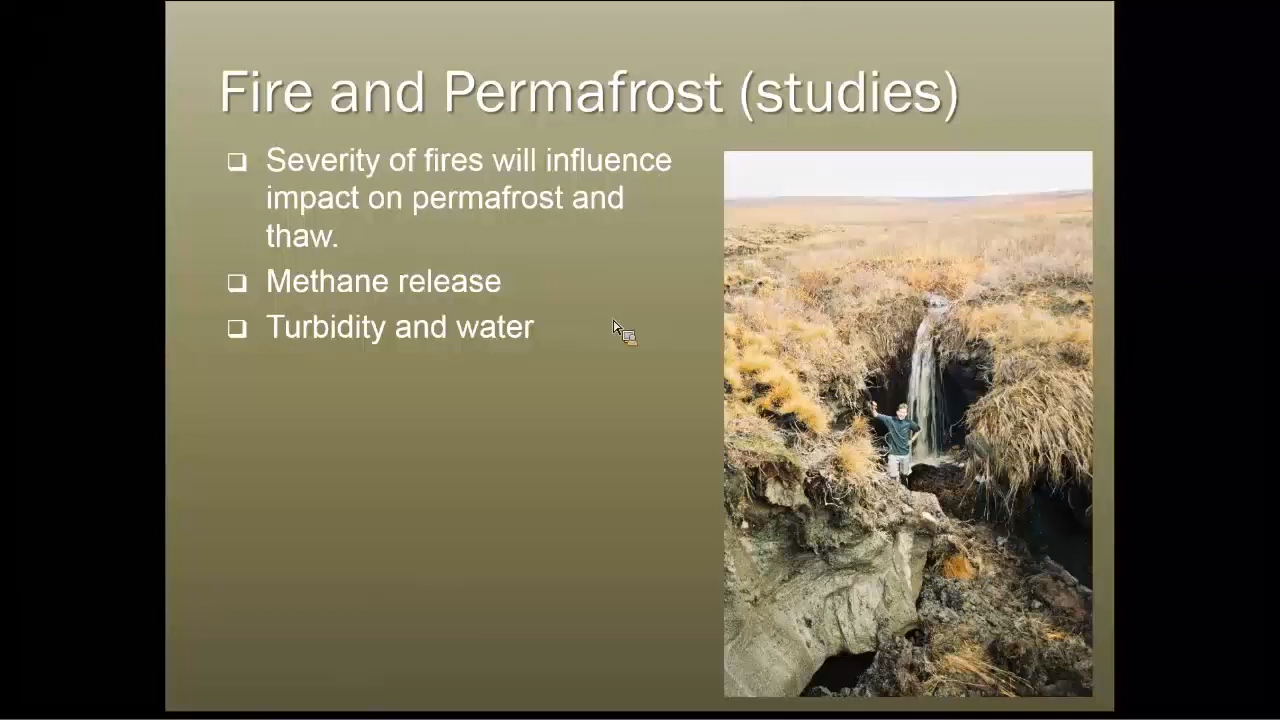 Fire and Permafrost (studies)
Severity of fires will influence
impact on permafrost and
thaw.
Methane release
Turbidity and water